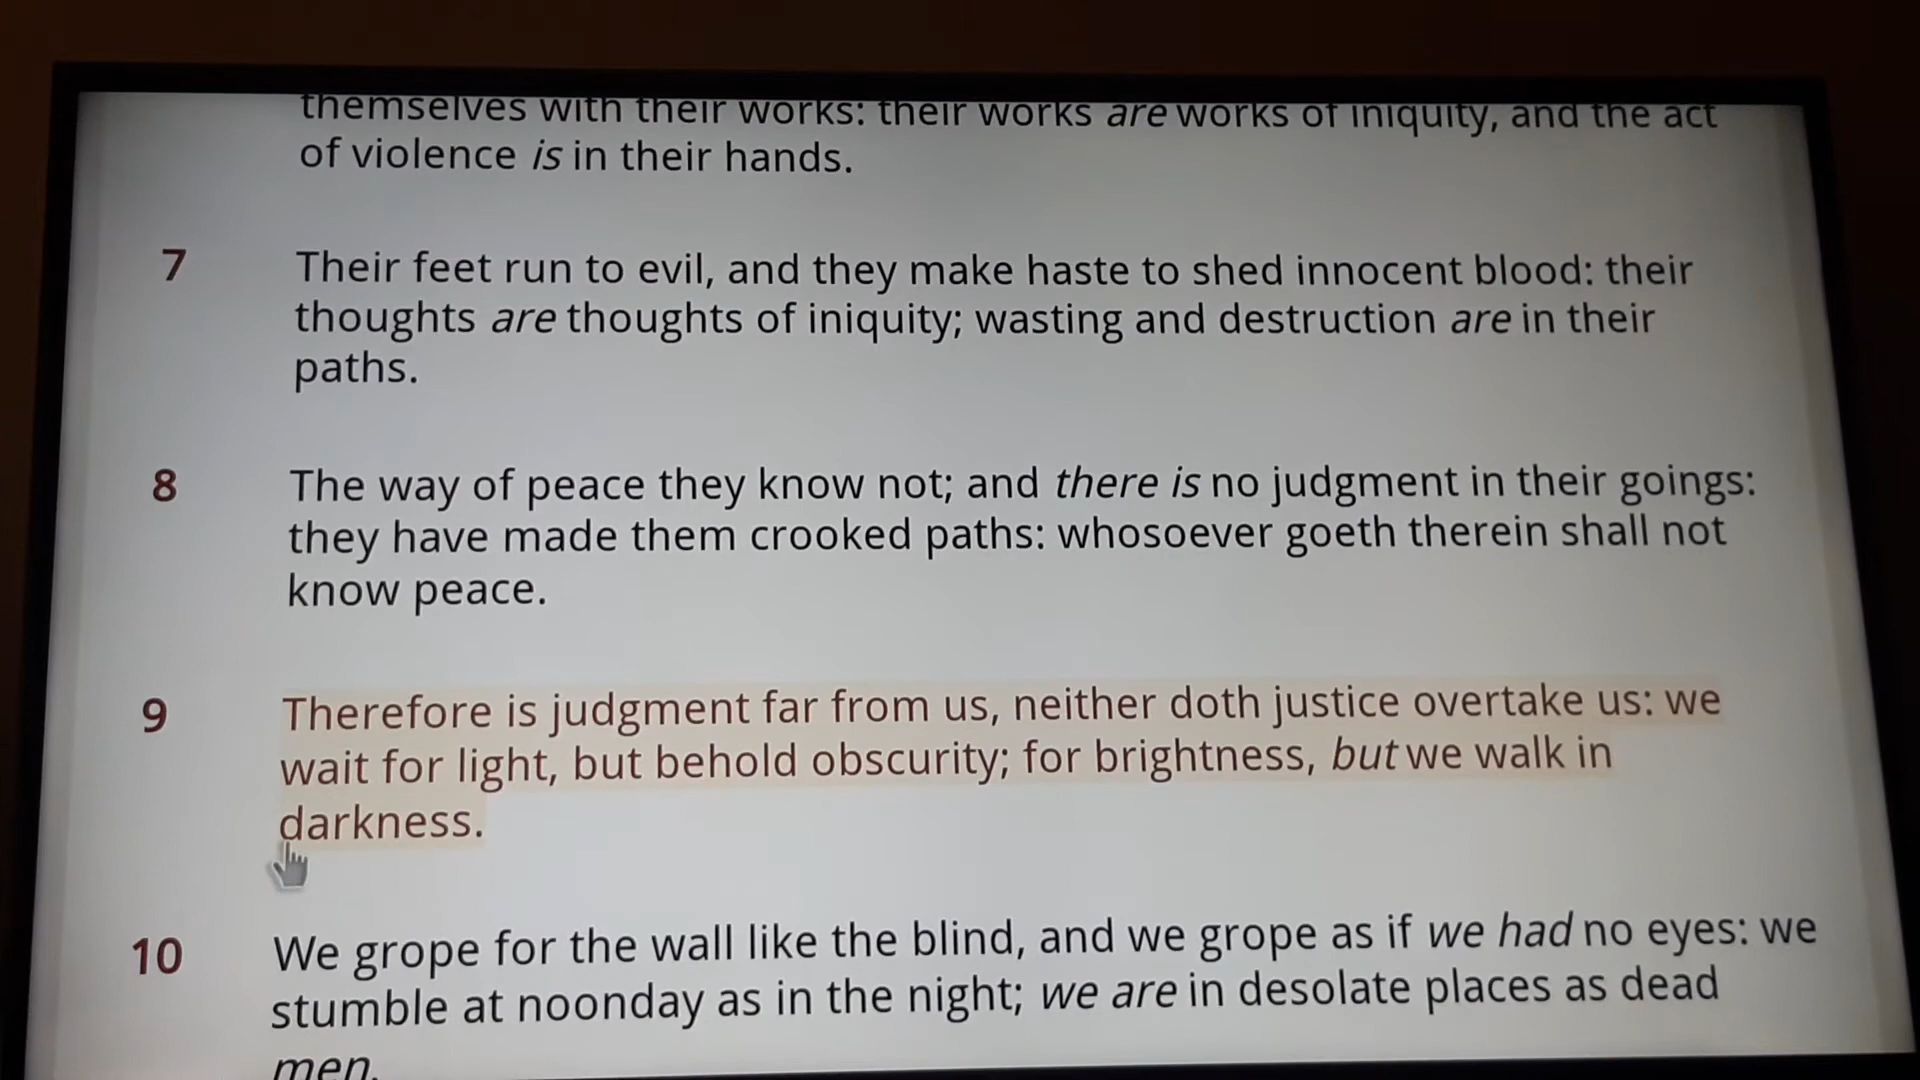 themselves with their works: their works are works of iniquity, and the act
of violence is in their hands.
7 Their feet run to evil, and they make haste to shed innocent blood: their
thoughts are thoughts of iniquity; wasting and destruction are in their
paths.
8 The way of peace they know not; and there is no judgment in their goings:
they have made them crooked paths: whosoever goeth therein shall not
know peace.
9 Therefore is judgment far from us, neither doth justice overtake us: we
wait for light, but behold obscurity; for brightness, but we walk in
darkness.
10 We grope for the wall like the blind, and we grope as if we had no eyes: we
stumble at noonday as in the night; we are in desolate places as dead
men.